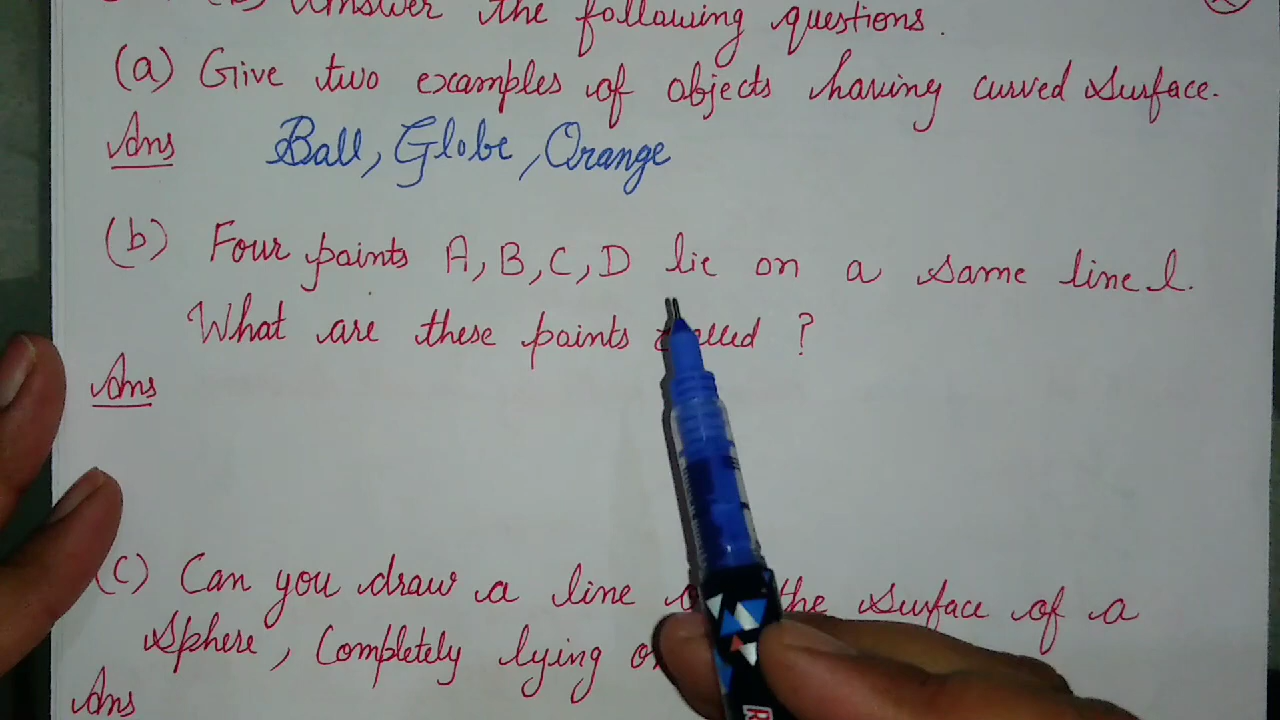 Answer the following questions.
(a) Give two examples of objects having curved surface.
Ans Ball, Globe, Orange
(b) Four points A, B, C, D lie on a same line l.
What are these points called ?
Ans
(C) Can you draw a line the surface of a
Sphere, Completely lying
Ans